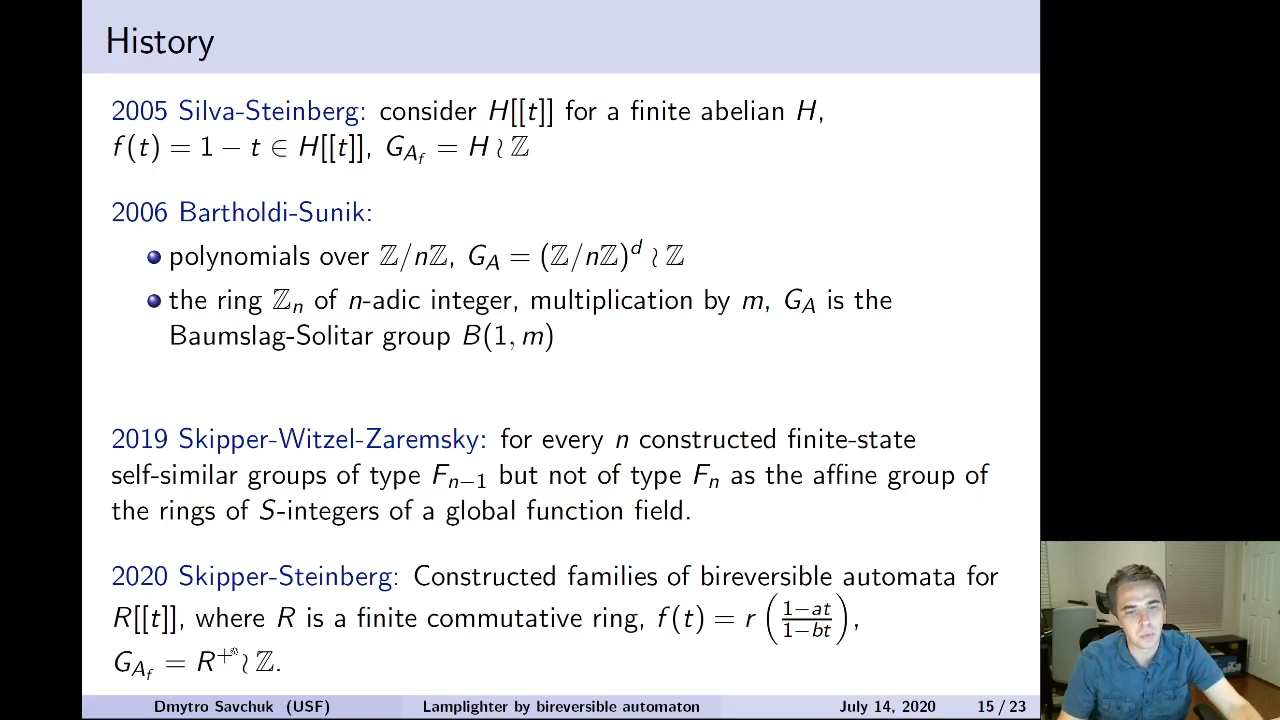 History
2005 Silva-Steinberg: consider H[[t]] for a finite abelian H,
f(t) = 1 − t ∈ H[[t]], G_{A_f} = H ≀ ℤ
2006 Bartholdi-Sunik:
polynomials over ℤ/nℤ, G_A = (ℤ/nℤ)^d ≀ ℤ
the ring ℤ_n of n-adic integer, multiplication by m, G_A is the
Baumslag-Solitar group B(1, m)
2019 Skipper-Witzel-Zaremsky: for every n constructed finite-state
self-similar groups of type F_{n−1} but not of type F_n as the affine group of
the rings of S-integers of a global function field.
2020 Skipper-Steinberg: Constructed families of bireversible automata for
R[[t]], where R is a finite commutative ring, f(t) = r((1−at)/(1−bt)),
G_{A_f} = R^+ ≀ ℤ.
Dmytro Savchuk (USF) Lamplighter by bireversible automaton July 14, 2020 15 / 23